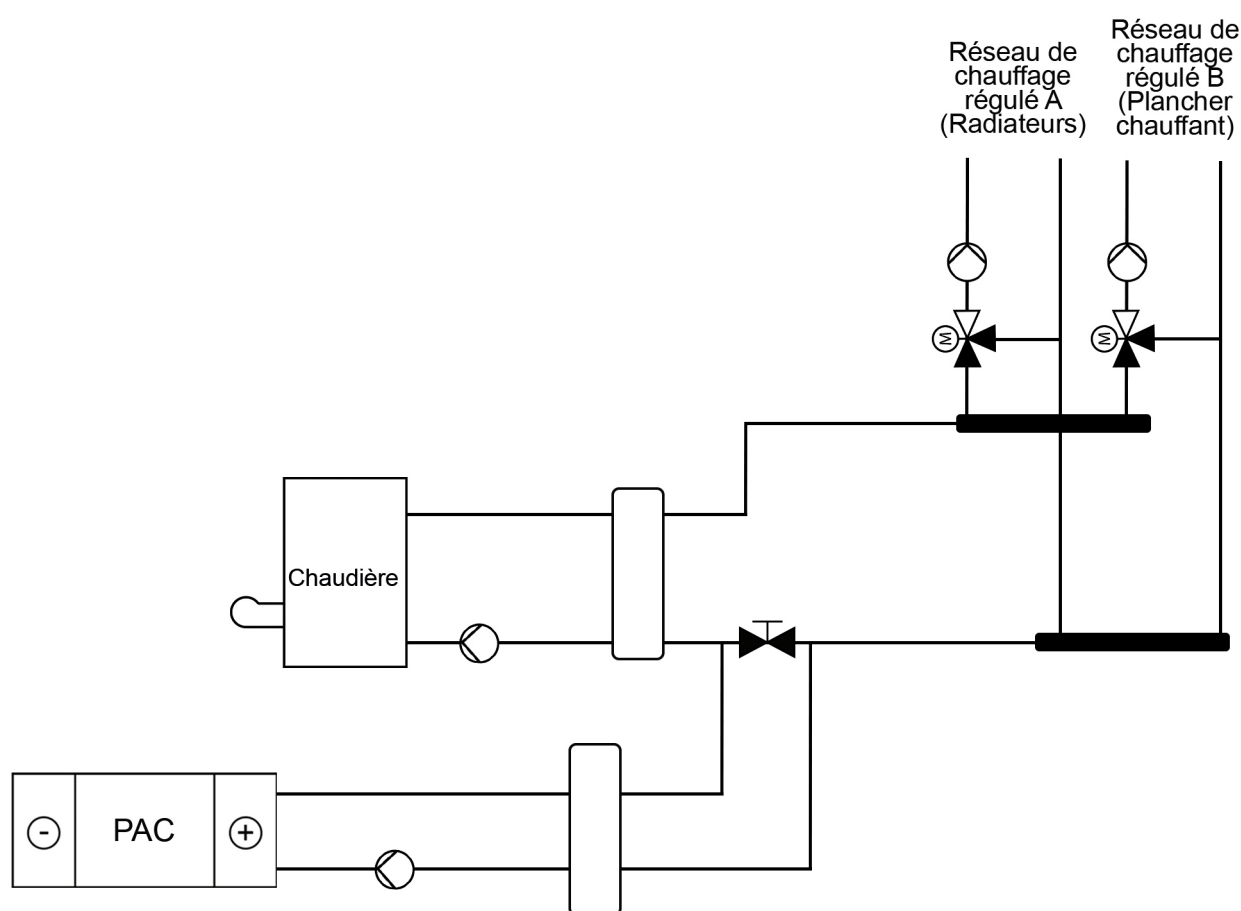 Réseau de
chauffage
régulé A
(Radiateurs)
Réseau de
chauffage
régulé B
(Plancher
chauffant)
M
M
Chaudière
-
PAC
+